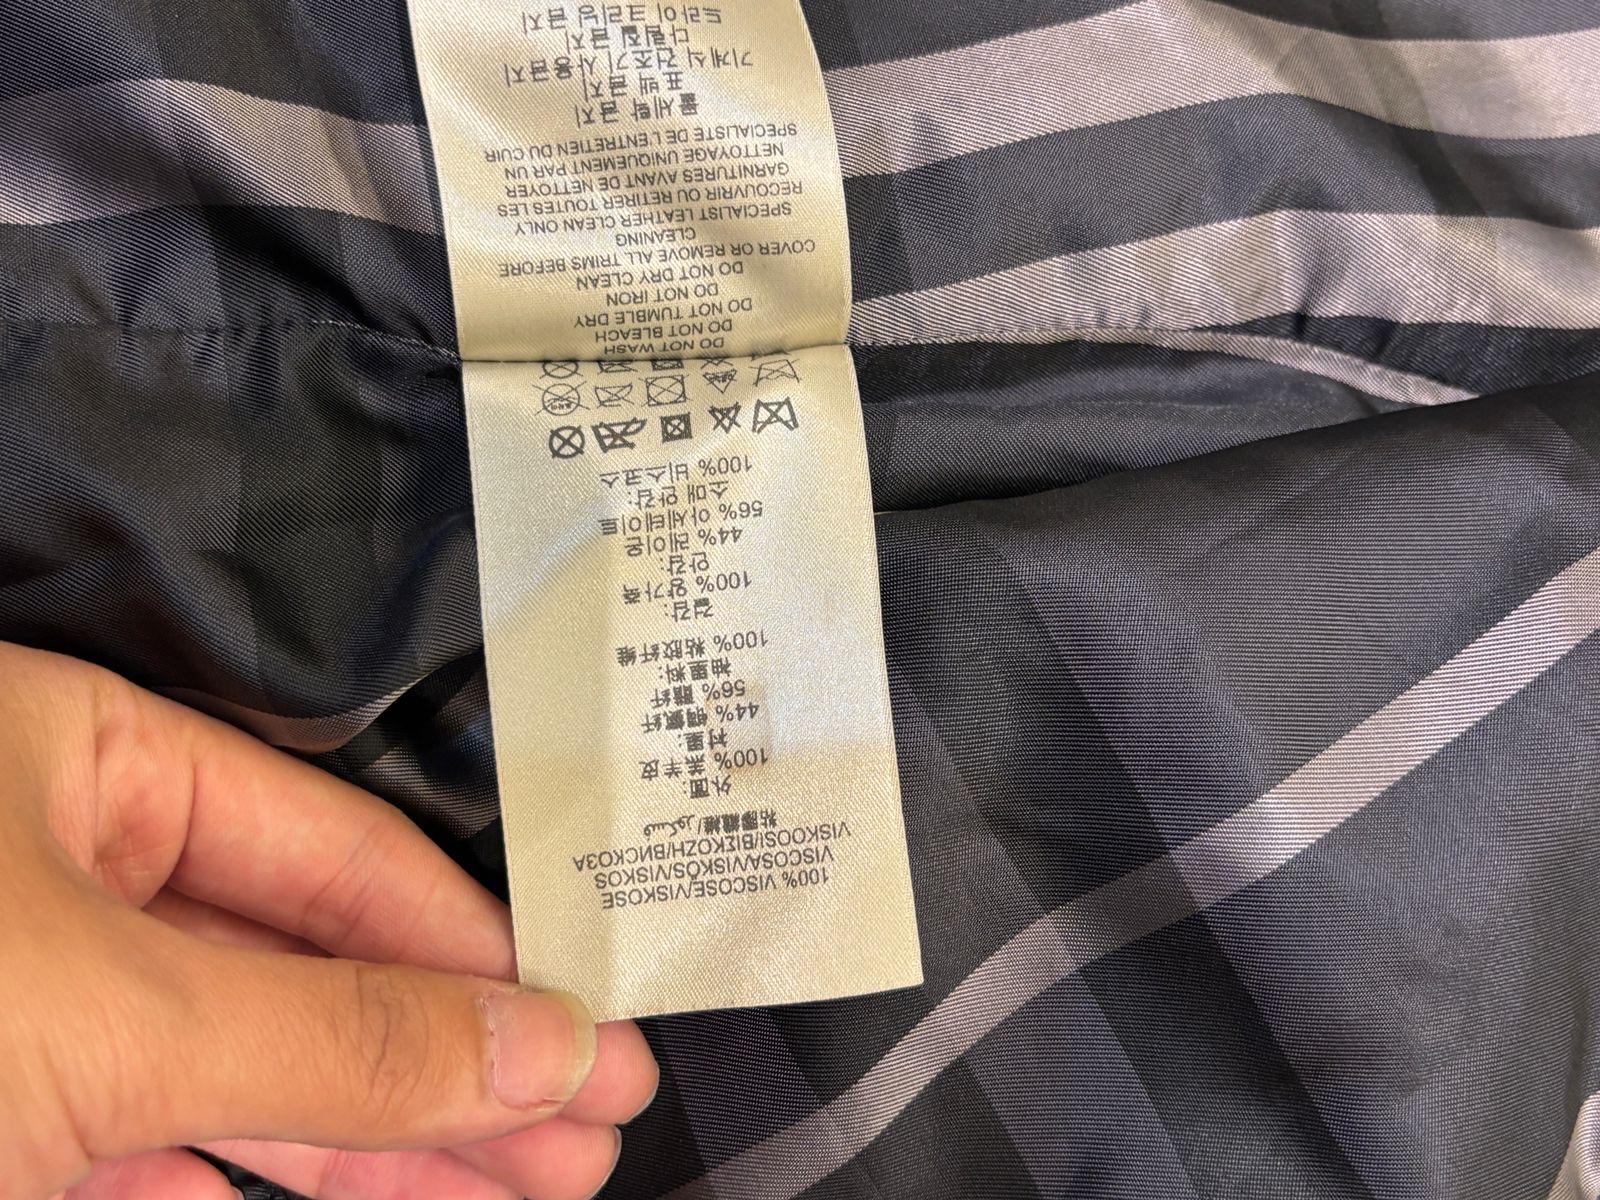 100% VISCOSE/VISKOSE
VISCOSA/VISKÓS/VISKOS
VISKOOSI/ΒΙΣΚΟΖΗ/ВИСКОЗА
粘膠纖維/فسكوز
外面:
100% 羔羊皮
衬里:
44% 铜氨纤
56% 醋纤
袖里料:
100% 粘胶纤维
겉감:
100% 양가죽
안감:
44% 레이온
56% 아세테이트
소매 안감:
100% 비스코스
DO NOT WASH
DO NOT BLEACH
DO NOT TUMBLE DRY
DO NOT IRON
DO NOT DRY CLEAN
COVER OR REMOVE ALL TRIMS BEFORE
CLEANING
SPECIALIST LEATHER CLEAN ONLY
RECOUVRIR OU RETIRER TOUTES LES
GARNITURES AVANT DE NETTOYER
NETTOYAGE UNIQUEMENT PAR UN
SPECIALISTE DE L'ENTRETIEN DU CUIR
물세탁 금지
표백 금지
기계식 건조기 사용금지
다림질 금지
드라이 크리닝 금지